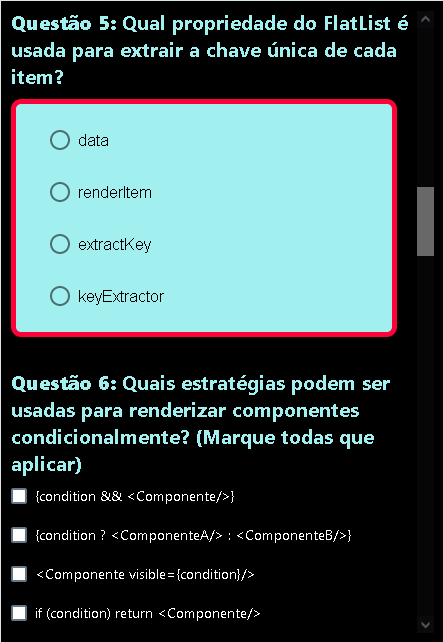 Questão 5: Qual propriedade do FlatList é
usada para extrair a chave única de cada
item?
data
renderItem
extractKey
keyExtractor
Questão 6: Quais estratégias podem ser
usadas para renderizar componentes
condicionalmente? (Marque todas que
aplicar)
{condition && <Componente/>}
{condition ? <ComponenteA/> : <ComponenteB/>}
<Componente visible={condition}/>
if (condition) return <Componente/>